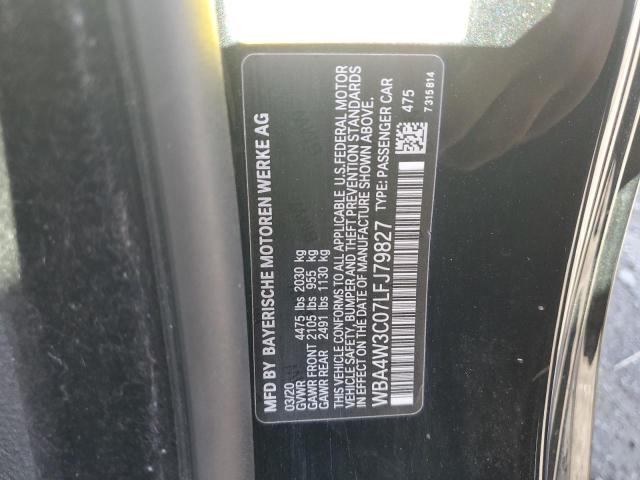 MFD BY BAYERISCHE MOTOREN WERKE AG
03/20
GVWR 4475 lbs 2030 kg
GAWR FRONT 2105 lbs 955 kg
GAWR REAR 2491 lbs 1130 kg
THIS VEHICLE CONFORMS TO ALL APPLICABLE U.S. FEDERAL MOTOR
VEHICLE SAFETY, BUMPER AND THEFT PREVENTION STANDARDS
IN EFFECT ON THE DATE OF MANUFACTURE SHOWN ABOVE.
WBA4W3C07LFJ79827 TYPE: PASSENGER CAR
475
7315814